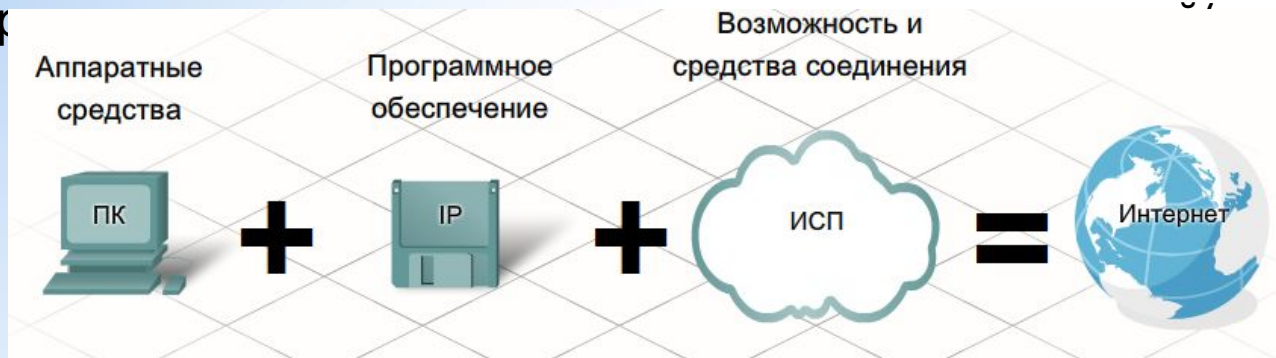 Аппаратные
средства
Программное
обеспечение
Возможность и
средства соединения
ПК
IP
ИСП
Интернет